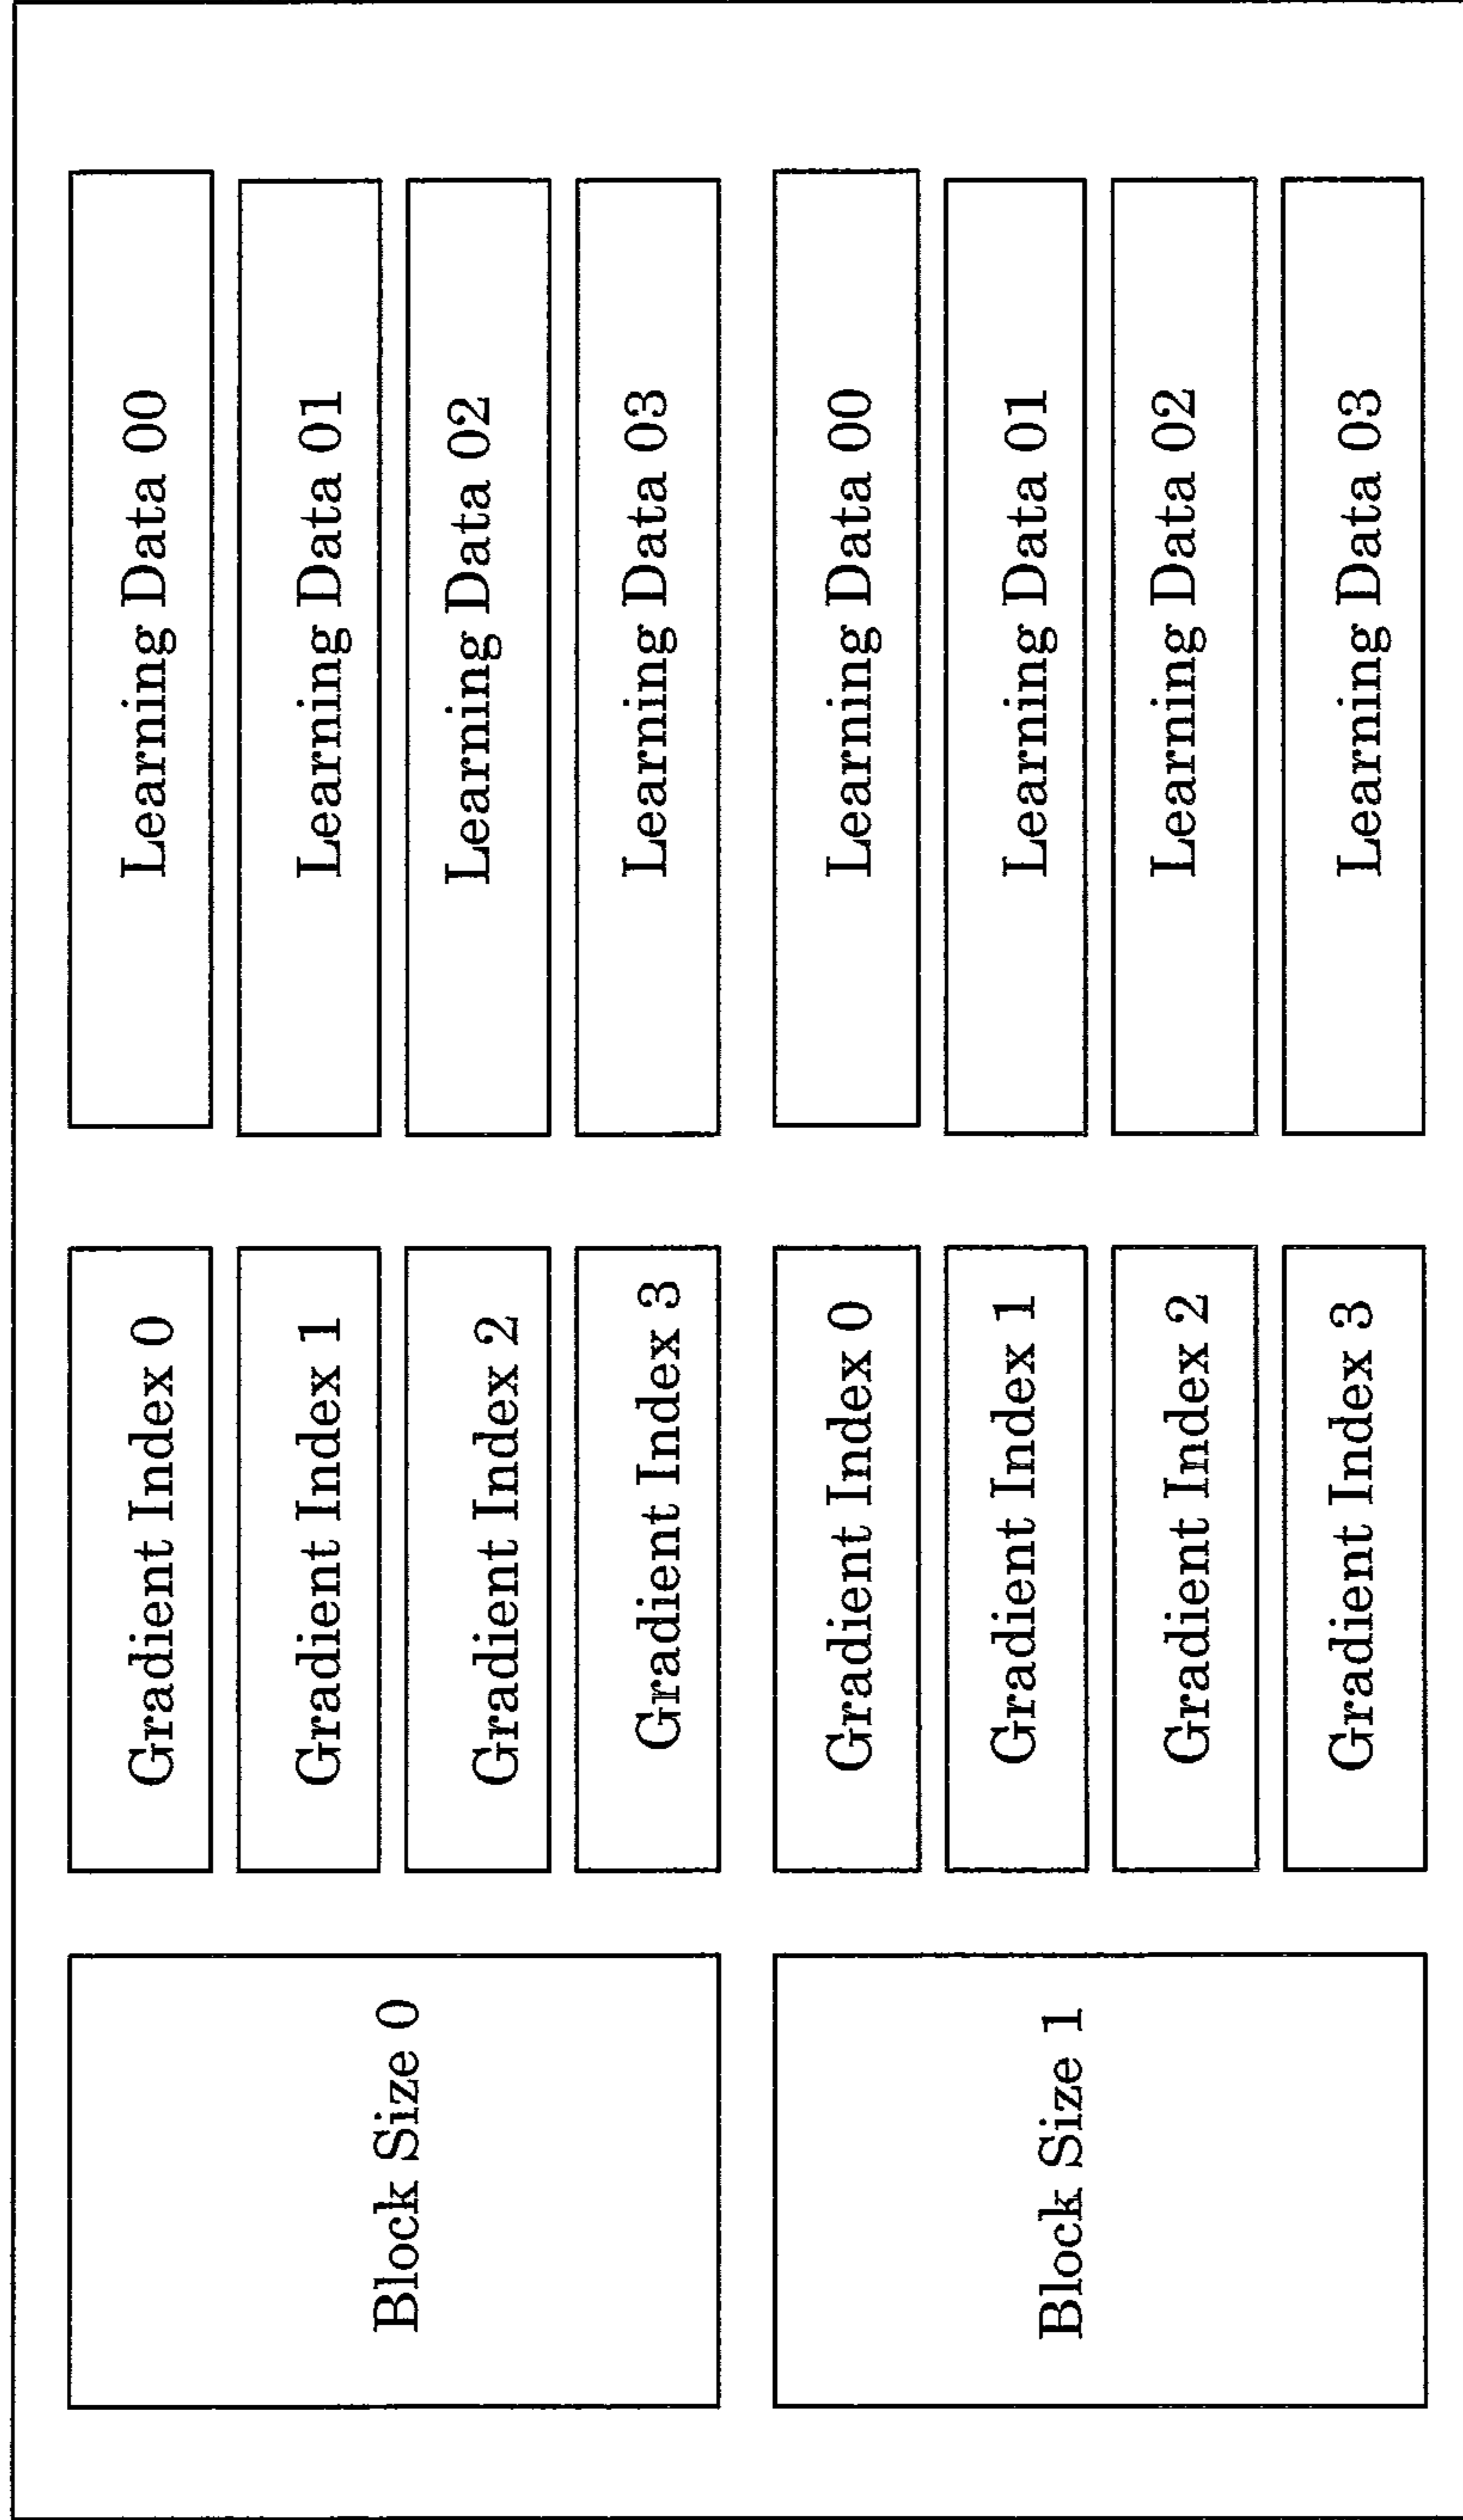 Block Size 0
Gradient Index 0
Learning Data 00
Gradient Index 1
Learning Data 01
Gradient Index 2
Learning Data 02
Gradient Index 3
Learning Data 03
Block Size 1
Gradient Index 0
Learning Data 00
Gradient Index 1
Learning Data 01
Gradient Index 2
Learning Data 02
Gradient Index 3
Learning Data 03